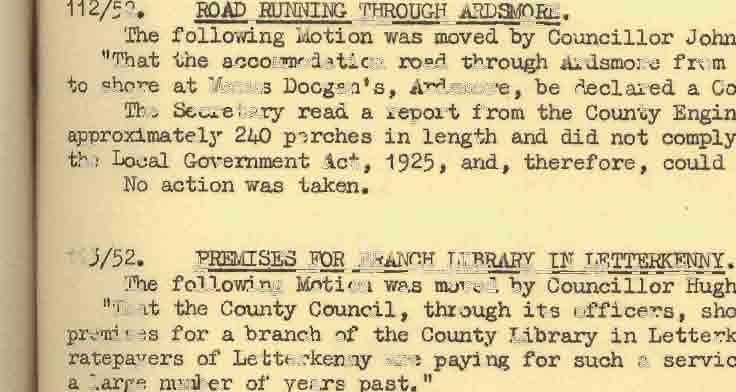 112/52. ROAD RUNNING THROUGH ARDSMORE.
The following Motion was moved by Councillor John
"That the accommodation road through Ardsmore from
to shore at Doogan's, Ardsmore, be declared a Co
The Secretary read a report from the County Engin
approximately 240 perches in length and did not comply
the Local Government Act, 1925, and, therefore, could
No action was taken.
113/52. PREMISES FOR BRANCH LIBRARY IN LETTERKENNY.
The following Motion was moved by Councillor Hugh
"That the County Council, through its officers, sho
premises for a branch of the County Library in Letterk
ratepayers of Letterkenny are paying for such a servic
a large number of years past."